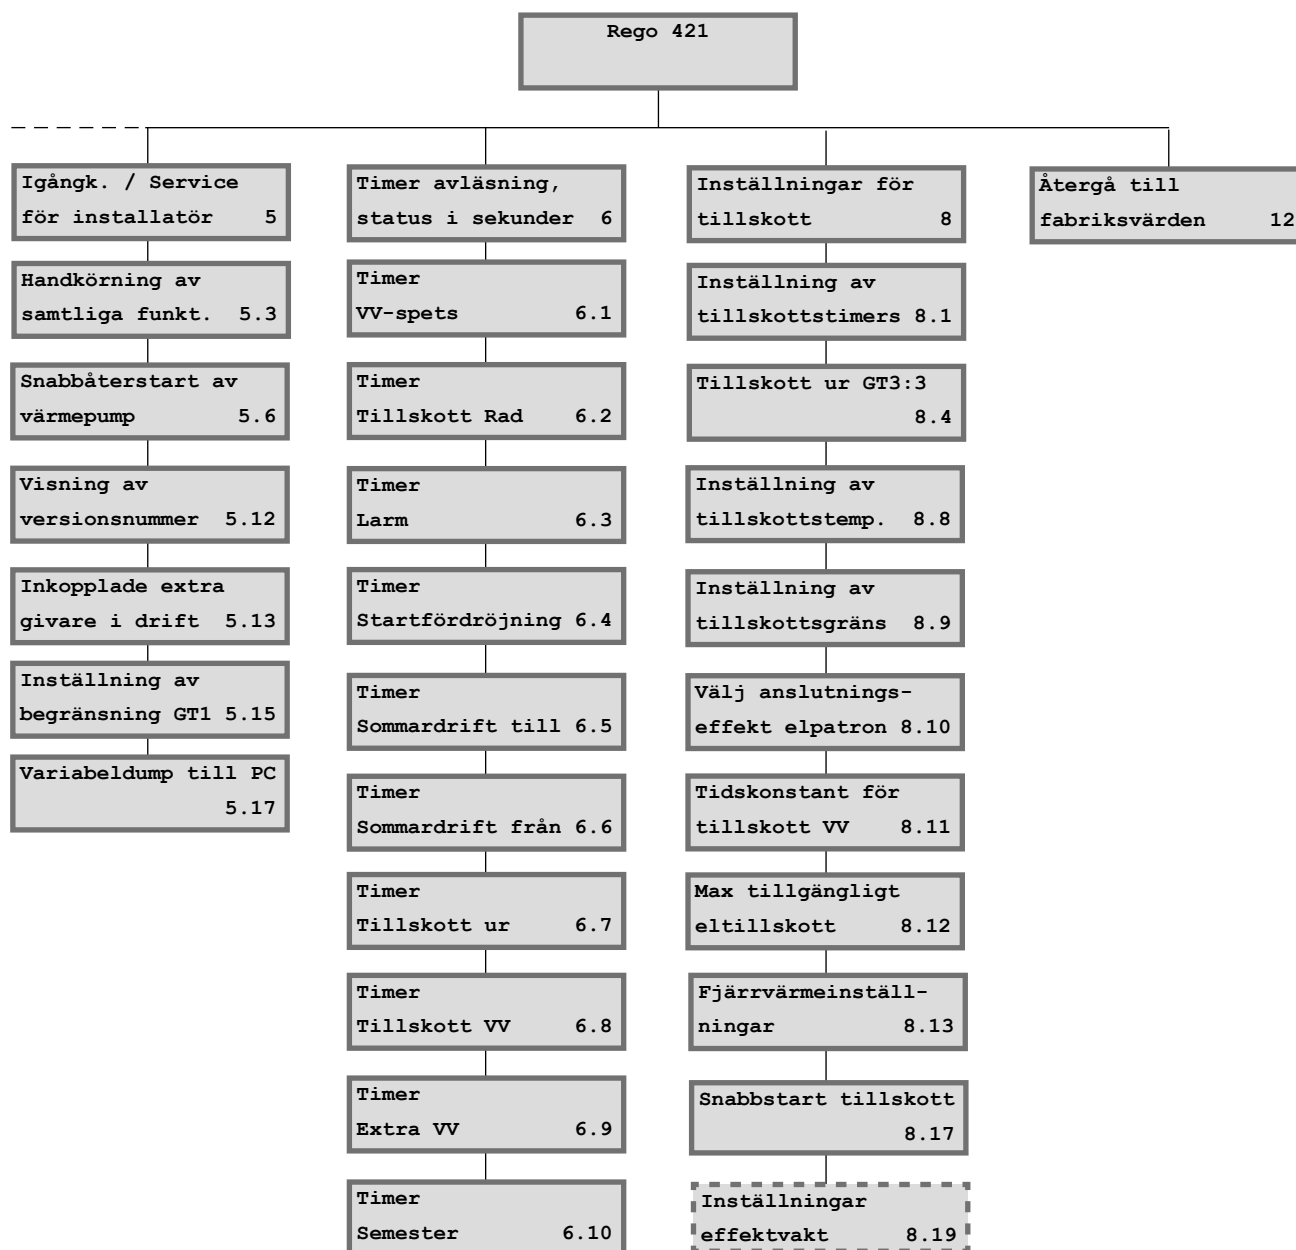 Rego 421
Igångk. / Service
för installatör 5
Handkörning av
samtliga funkt. 5.3
Snabbåterstart av
värmepump 5.6
Visning av
versionsnummer 5.12
Inkopplade extra
givare i drift 5.13
Inställning av
begränsning GT1 5.15
Variabeldump till PC
5.17
Timer avläsning,
status i sekunder 6
Timer
VV-spets 6.1
Timer
Tillskott Rad 6.2
Timer
Larm 6.3
Timer
Startfördröjning 6.4
Timer
Sommardrift till 6.5
Timer
Sommardrift från 6.6
Timer
Tillskott ur 6.7
Timer
Tillskott VV 6.8
Timer
Extra VV 6.9
Timer
Semester 6.10
Inställningar för
tillskott 8
Inställning av
tillskottstimers 8.1
Tillskott ur GT3:3
8.4
Inställning av
tillskottstemp. 8.8
Inställning av
tillskottsgräns 8.9
Välj anslutnings-
effekt elpatron 8.10
Tidskonstant för
tillskott VV 8.11
Max tillgängligt
eltillskott 8.12
Fjärrvärmeinställ-
ningar 8.13
Snabbstart tillskott
8.17
Inställningar
effektvakt 8.19
Återgå till
fabriksvärden 12